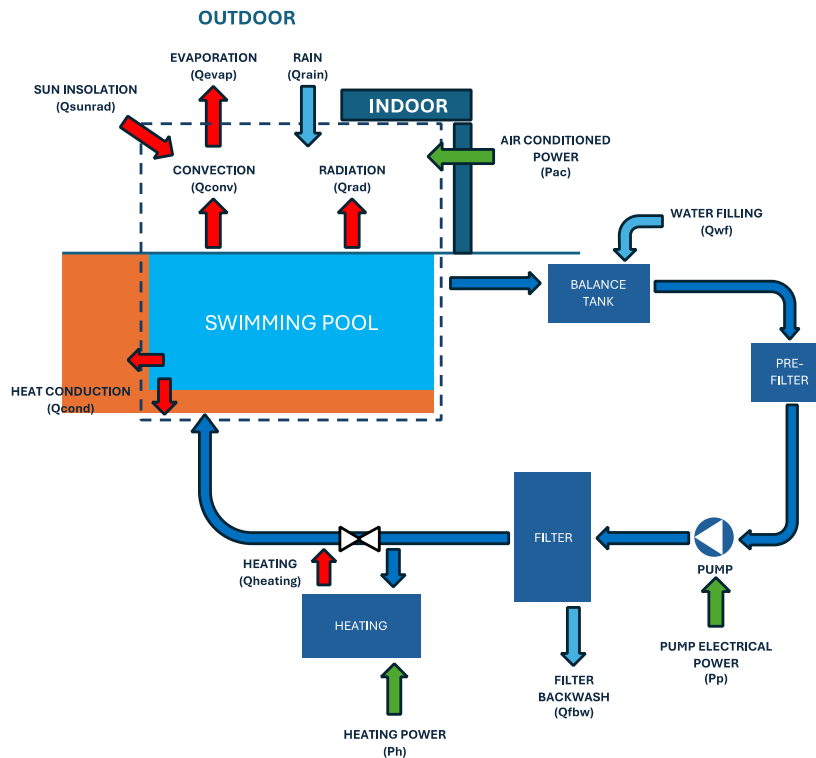 OUTDOOR
EVAPORATION
(Qevap)
RAIN
(Qrain)
SUN INSOLATION
(Qsunrad)
INDOOR
AIR CONDITIONED
POWER
(Pac)
CONVECTION
(Qconv)
RADIATION
(Qrad)
WATER FILLING
(Qwf)
BALANCE
TANK
SWIMMING POOL
PRE-
FILTER
HEAT CONDUCTION
(Qcond)
FILTER
PUMP
HEATING
(Qheating)
HEATING
PUMP ELECTRICAL
POWER
(Pp)
FILTER
BACKWASH
(Qfbw)
HEATING POWER
(Ph)